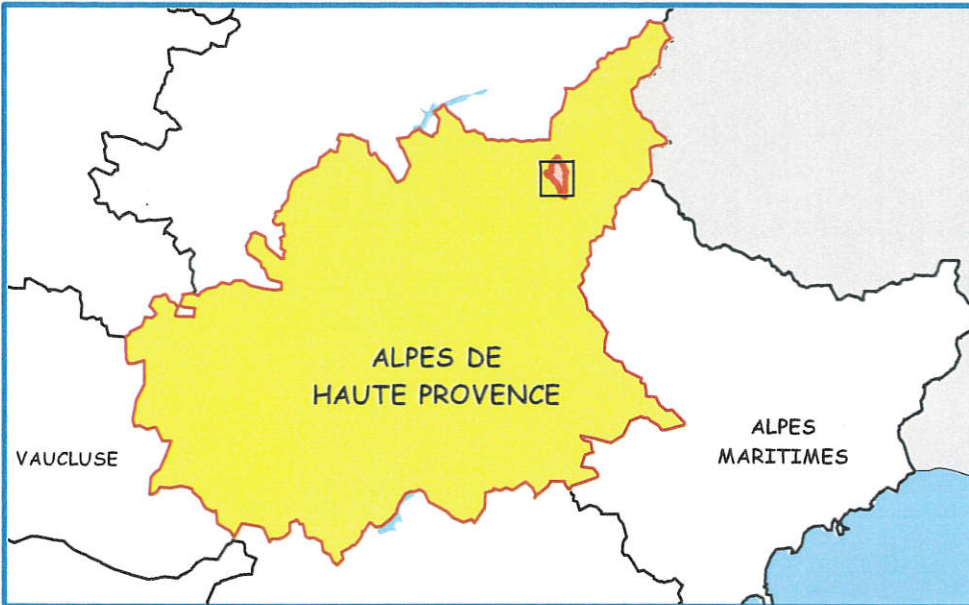 ALPES DE
HAUTE PROVENCE
VAUCLUSE
ALPES
MARITIMES